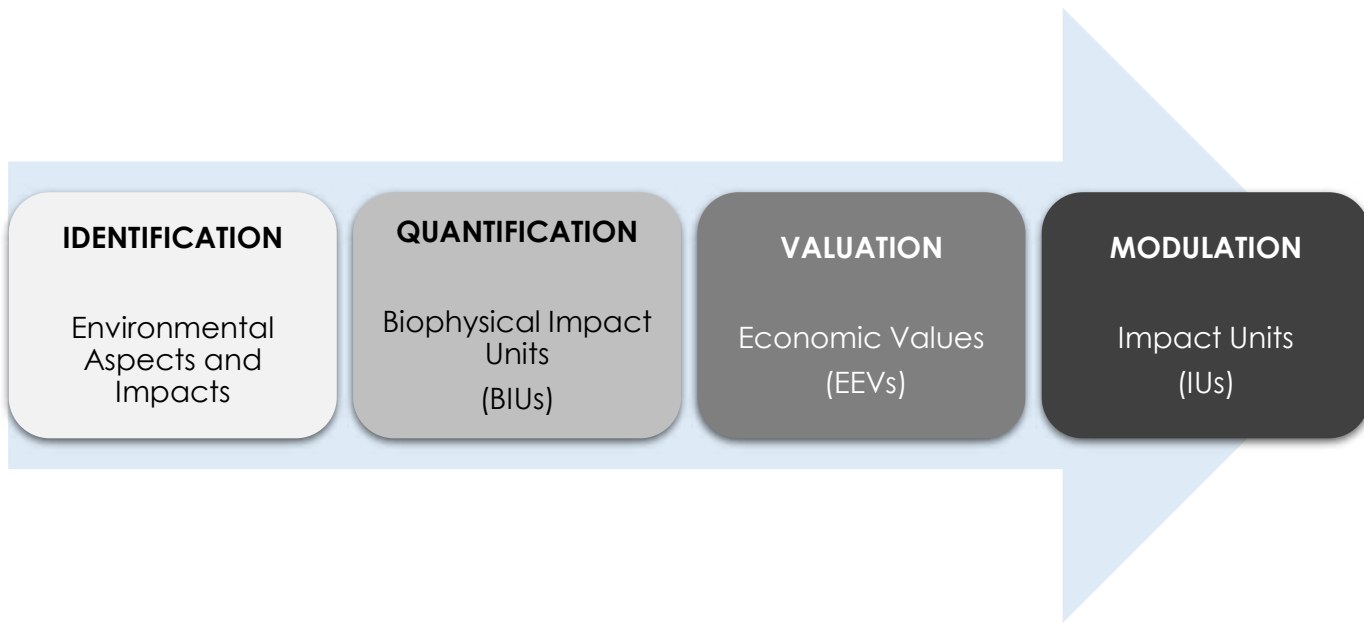 IDENTIFICATION
Environmental
Aspects and
Impacts
QUANTIFICATION
Biophysical Impact
Units
(BIUs)
VALUATION
Economic Values
(EEVs)
MODULATION
Impact Units
(IUs)